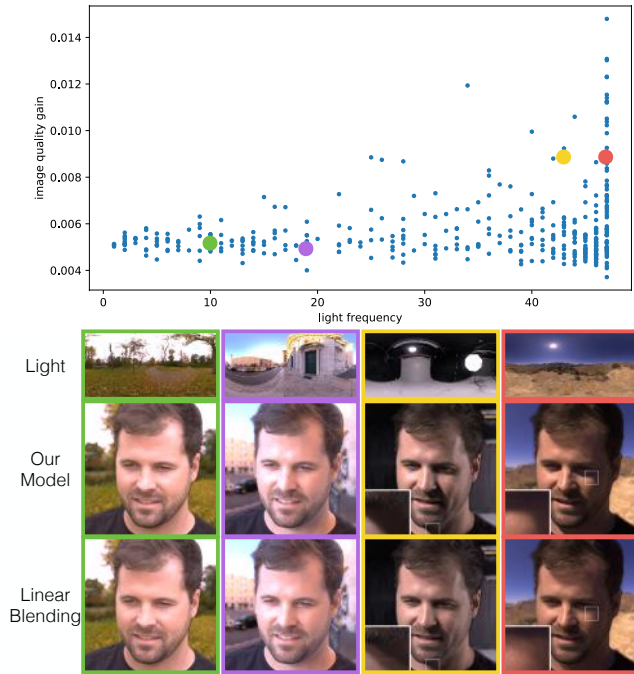 0.014
0.012
0.010
0.008
0.006
0.004
image quality gain
0 10 20 30 40
light frequency
Light
Our
Model
Linear
Blending